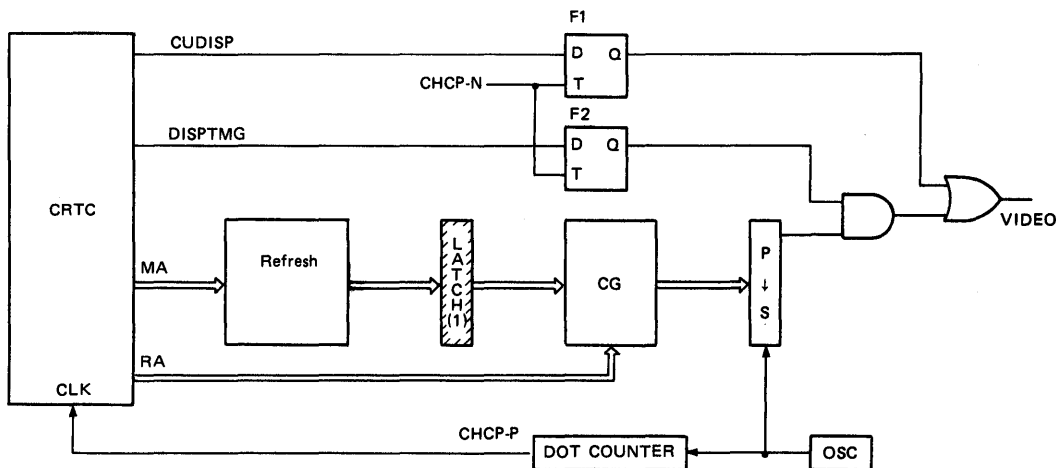 F1
CUDISP
D Q
CHCP-N
T
F2
DISPTMG
D Q
T
CRTC
VIDEO
MA
Refresh
LATCH(1)
CG
P
↓
S
RA
CLK
CHCP-P
DOT COUNTER
OSC